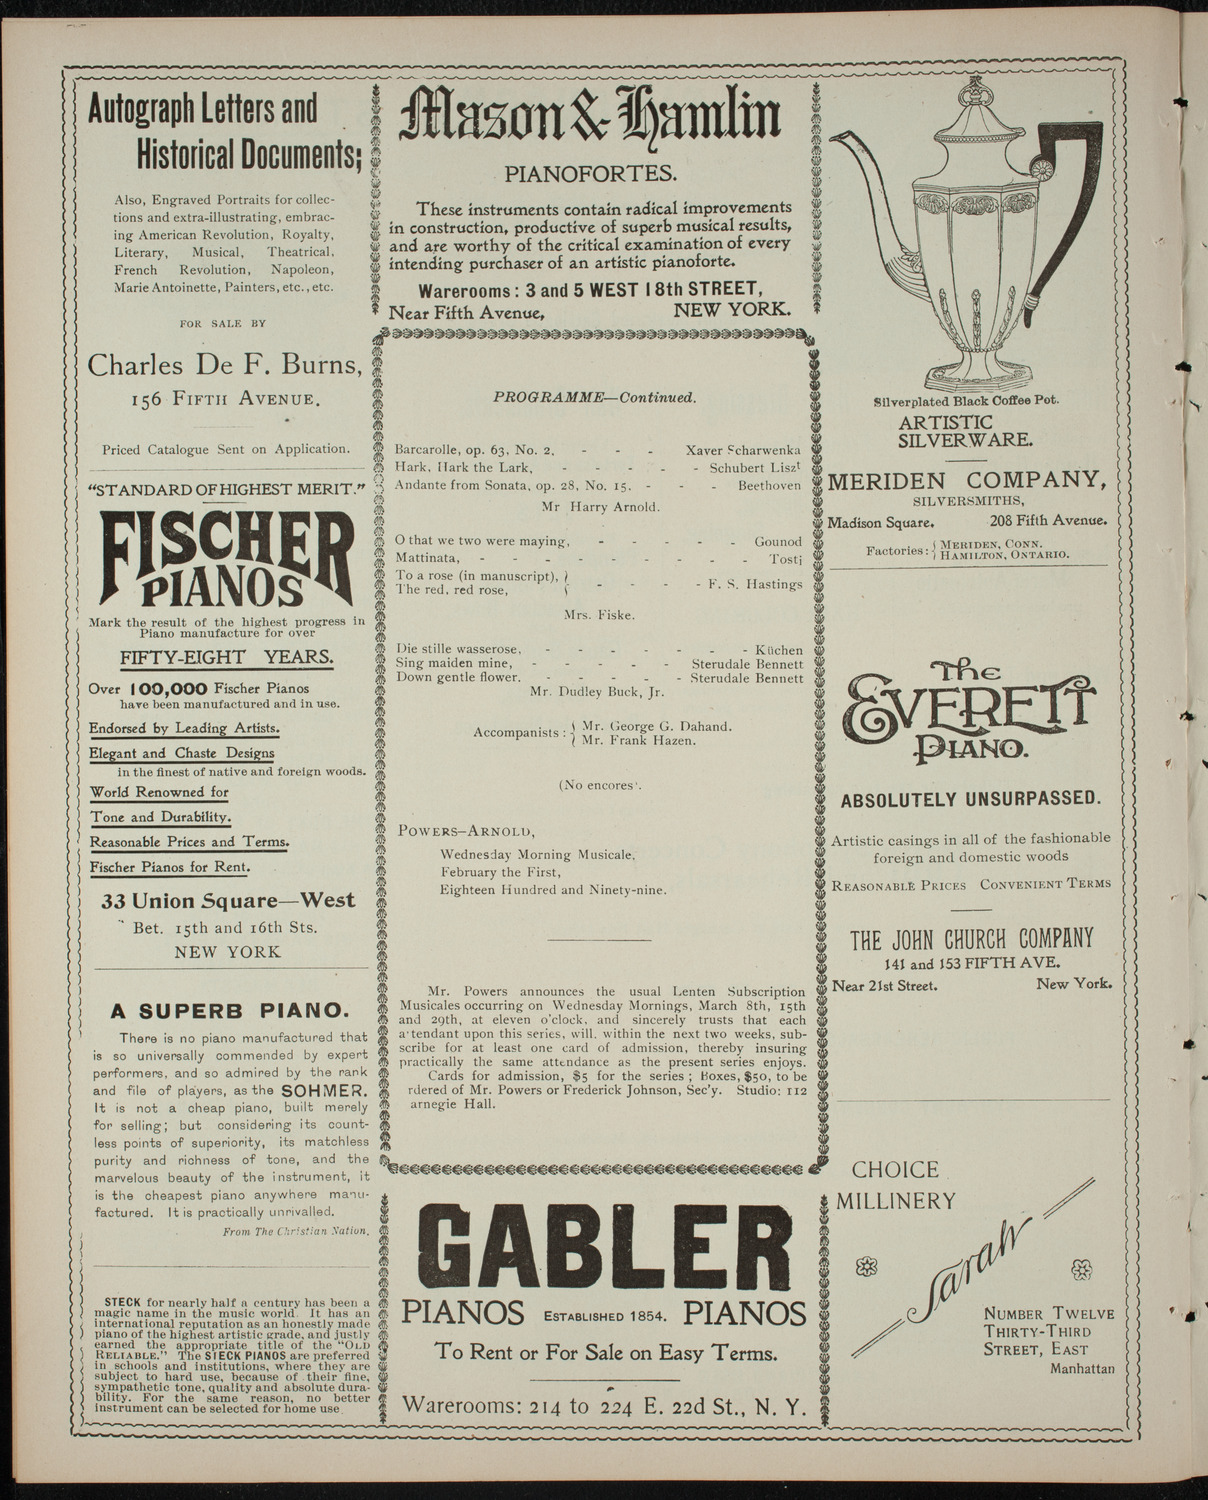 Autograph Letters and
Historical Documents;
Also, Engraved Portraits for collec-
tions and extra-illustrating, embrac-
ing American Revolution, Royalty,
Literary, Musical, Theatrical,
French Revolution, Napoleon,
Marie Antoinette, Painters, etc., etc.
FOR SALE BY
Charles De F. Burns,
156 FIFTH AVENUE.
Priced Catalogue Sent on Application.
"STANDARD OF HIGHEST MERIT."
FISCHER
PIANOS
Mark the result of the highest progress in
Piano manufacture for over
FIFTY-EIGHT YEARS.
Over 100,000 Fischer Pianos
have been manufactured and in use.
Endorsed by Leading Artists.
Elegant and Chaste Designs
in the finest of native and foreign woods.
World Renowned for
Tone and Durability.
Reasonable Prices and Terms.
Fischer Pianos for Rent.
33 Union Square—West
Bet. 15th and 16th Sts.
NEW YORK
A SUPERB PIANO.
There is no piano manufactured that
is so universally commended by expert
performers, and so admired by the rank
and file of players, as the SOHMER.
It is not a cheap piano, built merely
for selling; but considering its count-
less points of superiority, its matchless
purity and richness of tone, and the
marvelous beauty of the instrument, it
is the cheapest piano anywhere manu-
factured. It is practically unrivalled.
From The Christian Nation.
STECK for nearly half a century has been a
magic name in the music world. It has an
international reputation as an honestly made
piano of the highest artistic grade, and justly
earned the appropriate title of the "OLD
RELIABLE." The STECK PIANOS are preferred
in schools and institutions, where they are
subject to hard use, because of their fine,
sympathetic tone, quality and absolute dura-
bility. For the same reason, no better
instrument can be selected for home use.
Mason & Hamlin
PIANOFORTES.
These instruments contain radical improvements
in construction, productive of superb musical results,
and are worthy of the critical examination of every
intending purchaser of an artistic pianoforte.
Warerooms: 3 and 5 WEST 18th STREET,
Near Fifth Avenue, NEW YORK.
PROGRAMME—Continued.
Barcarolle, op. 63, No. 2, - - - Xaver Scharwenka
Hark, Hark the Lark, - - - - - Schubert Liszt
Andante from Sonata, op. 28, No. 15, - - - Beethoven
Mr Harry Arnold.
O that we two were maying, - - - - - Gounod
Mattinata, - - - - - - - - Tosti
To a rose (in manuscript), }
The red, red rose, { - - - - F. S. Hastings
Mrs. Fiske.
Die stille wasserose, - - - - - - Küchen
Sing maiden mine, - - - - - Sterudale Bennett
Down gentle flower. - - - - - Sterudale Bennett
Mr. Dudley Buck, Jr.
Accompanists: { Mr. George G. Dahand.
{ Mr. Frank Hazen.
(No encores'.
POWERS—ARNOLD,
Wednesday Morning Musicale,
February the First,
Eighteen Hundred and Ninety-nine.
Mr. Powers announces the usual Lenten Subscription
Musicales occurring on Wednesday Mornings, March 8th, 15th
and 29th, at eleven o'clock, and sincerely trusts that each
a tendant upon this series, will, within the next two weeks, sub-
scribe for at least one card of admission, thereby insuring
practically the same attendance as the present series enjoys.
Cards for admission, $5 for the series; Boxes, $50, to be
rdered of Mr. Powers or Frederick Johnson, Sec'y. Studio: 112
arnegie Hall.
GABLER
PIANOS ESTABLISHED 1854. PIANOS
To Rent or For Sale on Easy Terms.
Warerooms: 214 to 224 E. 22d St., N. Y.
Silverplated Black Coffee Pot.
ARTISTIC
SILVERWARE.
MERIDEN COMPANY,
SILVERSMITHS,
Madison Square. 208 Fifth Avenue.
Factories: { MERIDEN, CONN.
{ HAMILTON, ONTARIO.
The
EVERETT
PIANO.
ABSOLUTELY UNSURPASSED.
Artistic casings in all of the fashionable
foreign and domestic woods
REASONABLE PRICES CONVENIENT TERMS
THE JOHN CHURCH COMPANY
141 and 153 FIFTH AVE.
Near 21st Street. New York.
CHOICE
MILLINERY
Sarah
NUMBER TWELVE
THIRTY-THIRD
STREET, EAST
Manhattan